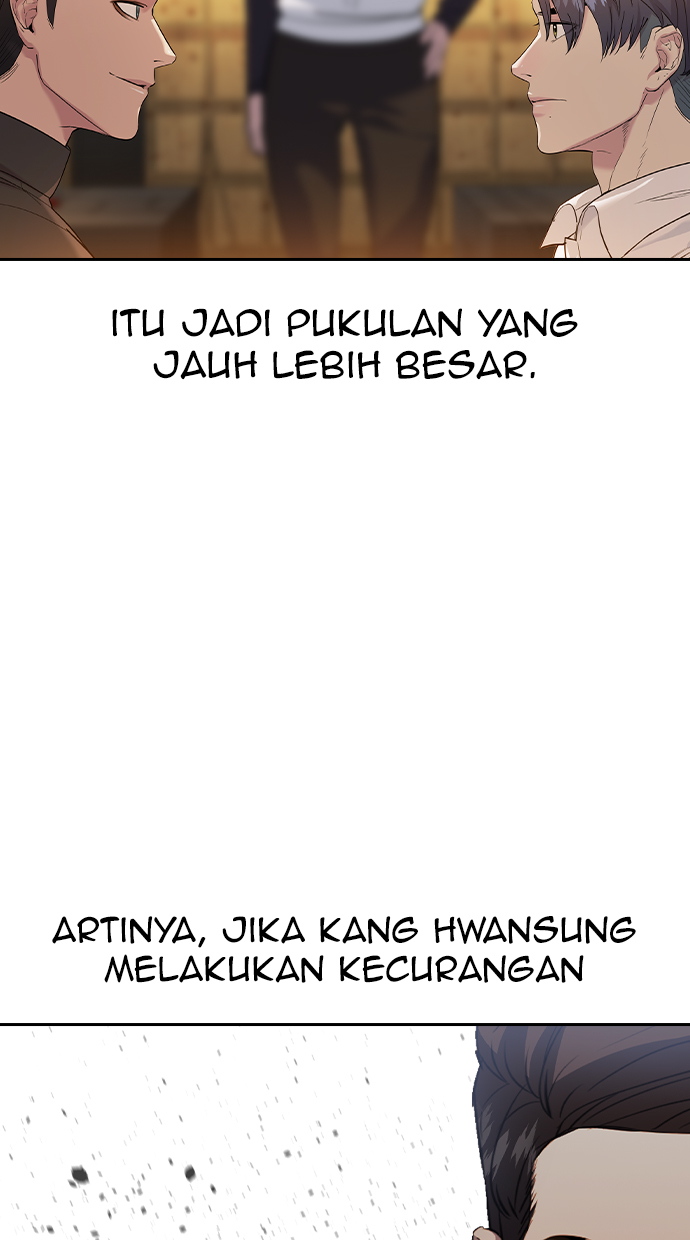 ITU JADI PUKULAN YANG
JAUH LEBIH BESAR.
ARTINYA, JIKA KANG HWANSUNG
MELAKUKAN KECURANGAN